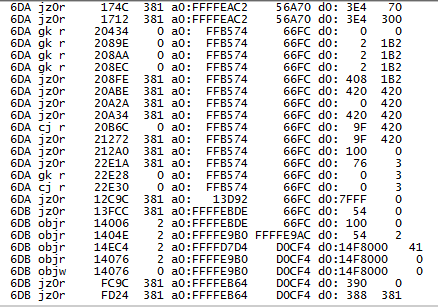 6DA jz0r 174C 381 a0:FFFFEAC2 56A70 d0: 3E4 70
6DA jz0r 1712 381 a0:FFFFEAC2 56A70 d0: 3E4 300
6DA gk r 20434 0 a0: FFB574 66FC d0: 0 0
6DA gk r 2089E 0 a0: FFB574 66FC d0: 2 1B2
6DA gk r 208AA 0 a0: FFB574 66FC d0: 2 1B2
6DA gk r 208EC 0 a0: FFB574 66FC d0: 2 1B2
6DA jz0r 208FE 381 a0: FFB574 66FC d0: 408 1B2
6DA jz0r 20ABE 381 a0: FFB574 66FC d0: 420 420
6DA jz0r 20A2A 381 a0: FFB574 66FC d0: 0 420
6DA jz0r 20A34 381 a0: FFB574 66FC d0: 420 420
6DA cj r 20B6C 0 a0: FFB574 66FC d0: 9F 420
6DA jz0r 21272 381 a0: FFB574 66FC d0: 9F 420
6DA jz0r 212A0 381 a0: FFB574 66FC d0: 100 0
6DA jz0r 22E1A 381 a0: FFB574 66FC d0: 76 3
6DA gk r 22E28 0 a0: FFB574 66FC d0: 0 3
6DA cj r 22E30 0 a0: FFB574 66FC d0: 0 3
6DA jz0r 12C9C 381 a0: 13D92 66FC d0:7FFF 0
6DB jz0r 13FCC 381 a0:FFFFEBDE 66FC d0: 54 0
6DB objr 14006 2 a0:FFFFEBDE 66FC d0: 100 0
6DB objr 1404E 2 a0:FFFFE9B0 FFFFE9AC d0: 54 2
6DB objr 14EC4 2 a0:FFFFD7D4 D0CF4 d0:14F8000 41
6DB objr 14076 2 a0:FFFFE9B0 D0CF4 d0:14F8000 0
6DB objw 14076 0 a0:FFFFE9B0 D0CF4 d0:14F8000 0
6DB jz0r FC9C 381 a0:FFFFEB64 D0CF4 d0: 390 0
6DB jz0r FD24 381 a0:FFFFEB64 D0CF4 d0: 388 381